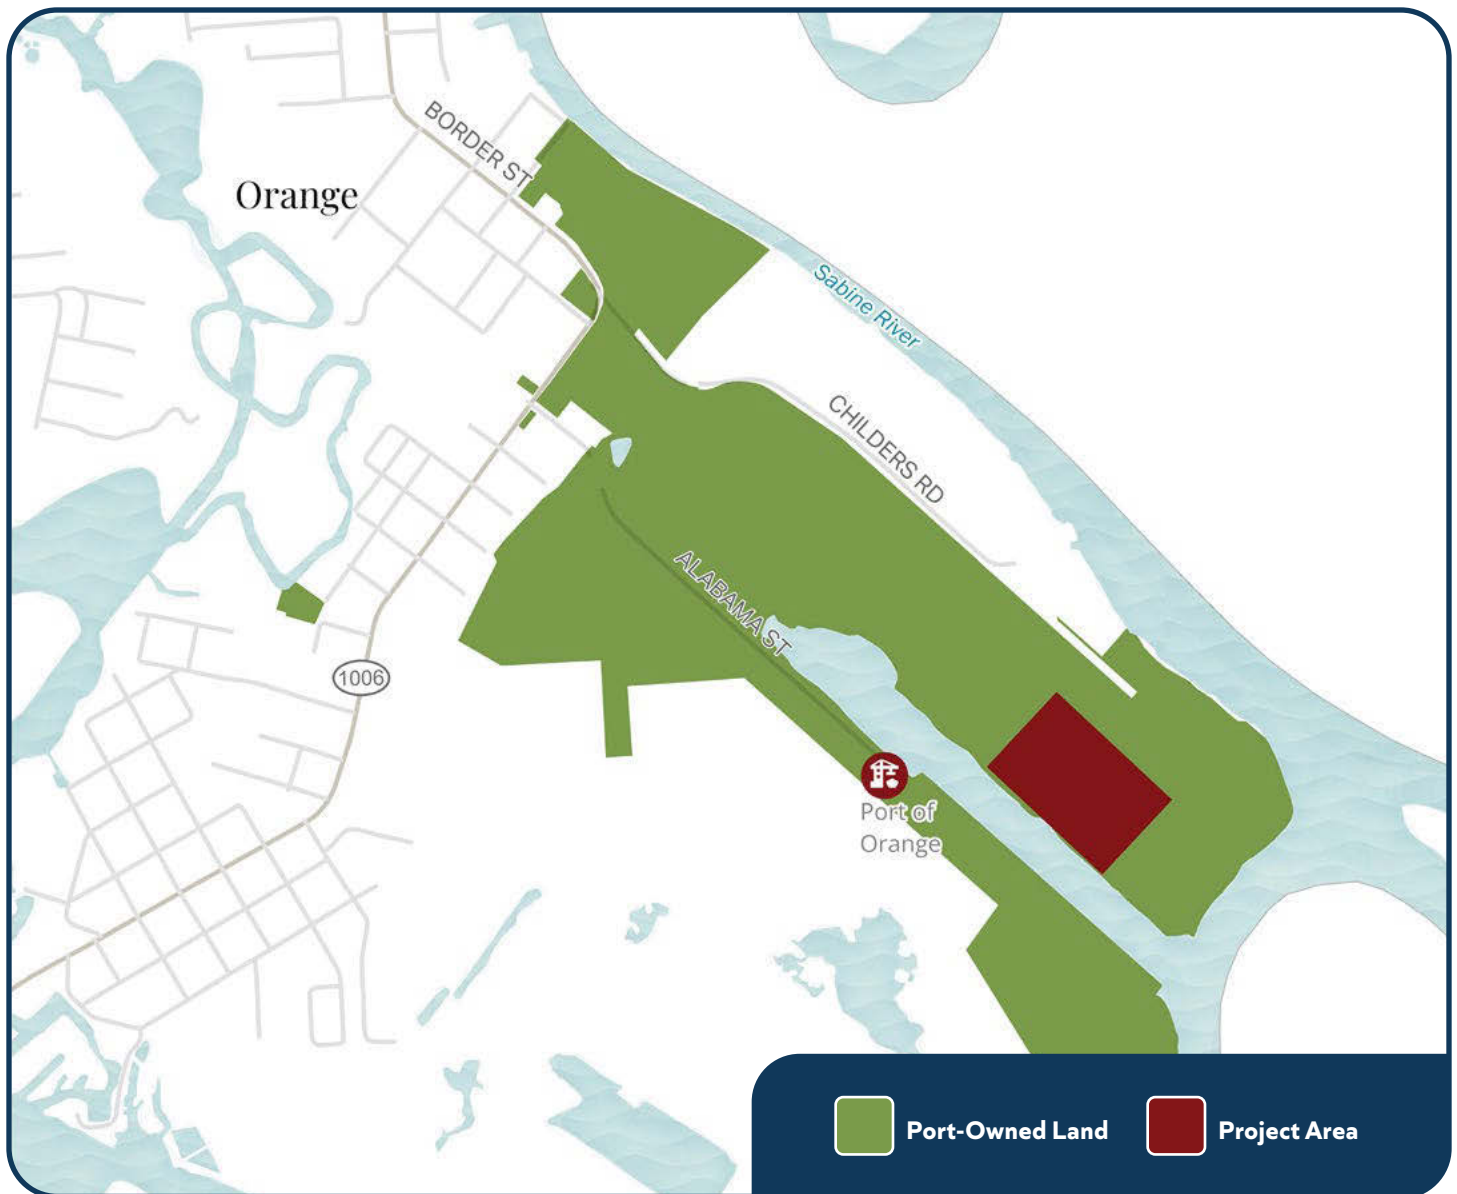 BORDER ST
Orange
Sabine River
CHILDERS RD
ALABAMA ST
1006
Port of
Orange
Port-Owned Land
Project Area